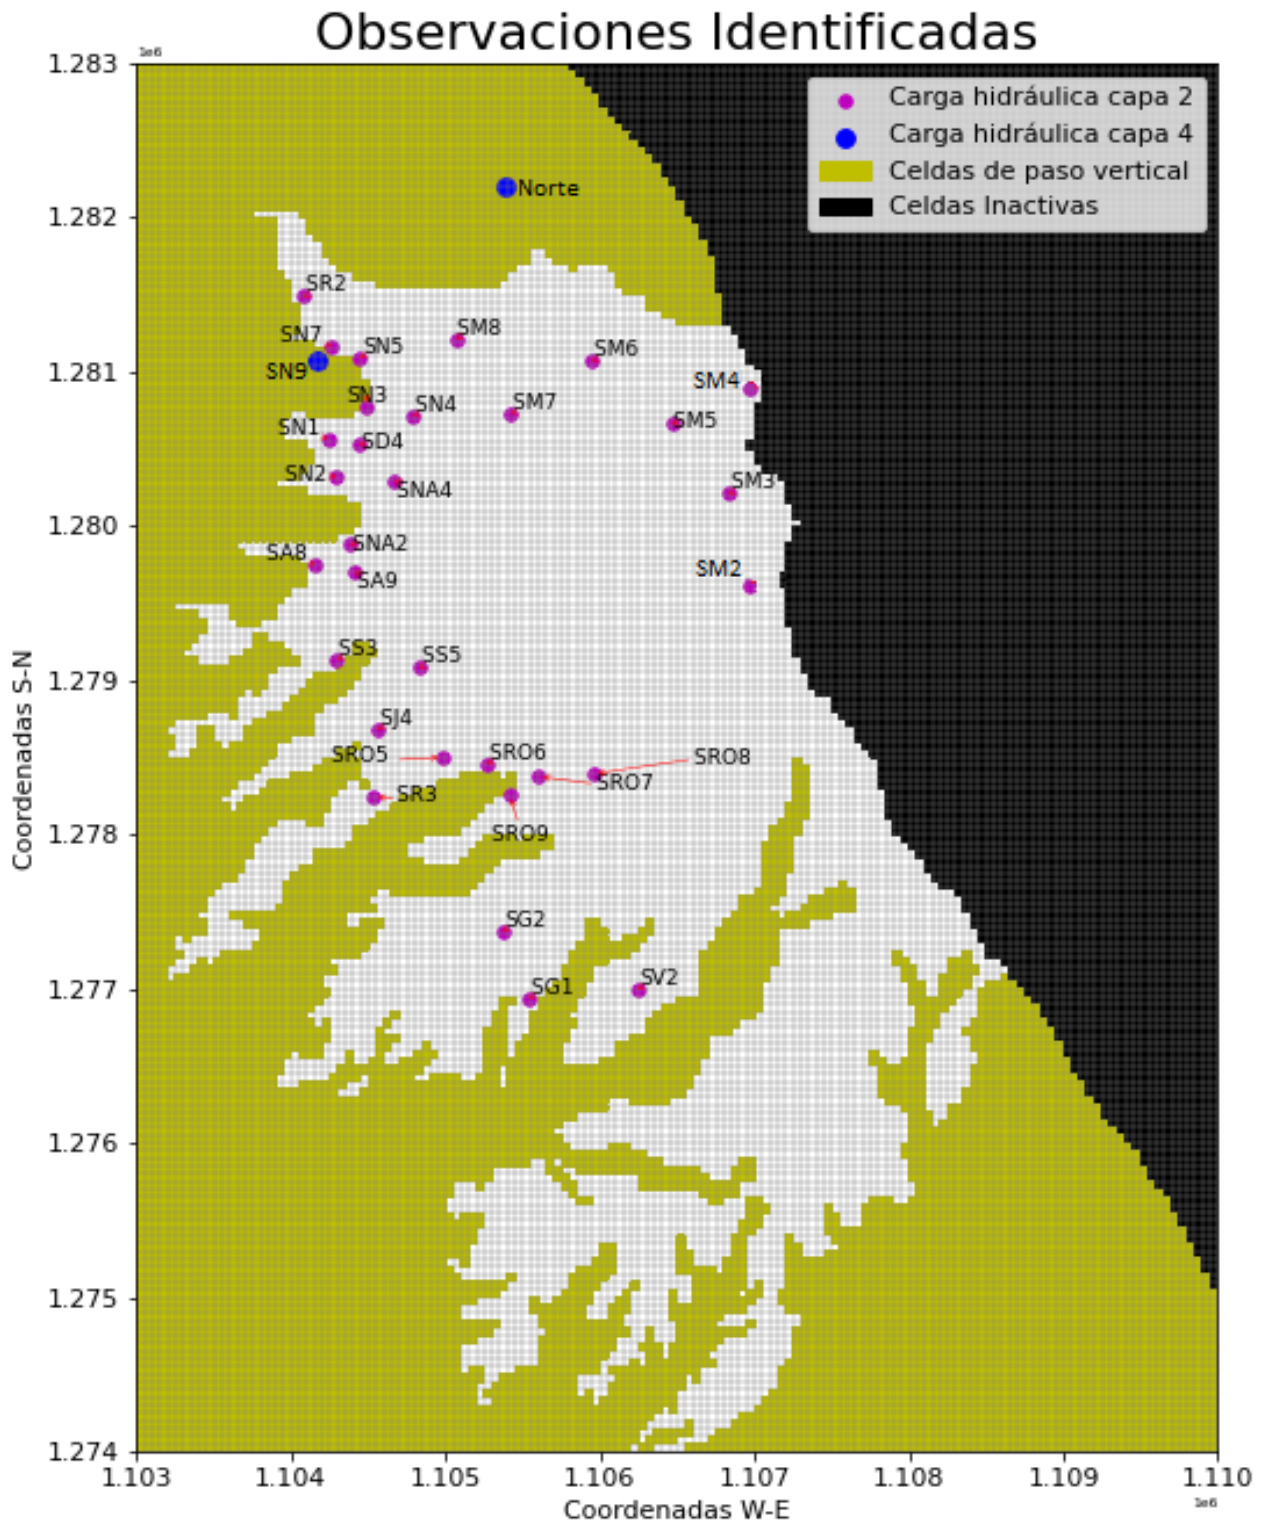 Observaciones Identificadas
1e6
1.283
1.282
1.281
1.280
1.279
1.278
1.277
1.276
1.275
1.274
Coordenadas S-N
Carga hidráulica capa 2
Carga hidráulica capa 4
Celdas de paso vertical
Celdas Inactivas
Norte
SR2
SN7
SN5
SM8
SM6
SN9
SM4
SN3
SN4
SM7
SM5
SN1
SD4
SN2
SNA4
SM3
SNA2
SA8
SA9
SM2
SS3
SS5
SJ4
SRO5
SRO6
SRO8
SRO7
SR3
SRO9
SG2
SV2
SG1
1.103
1.104
1.105
1.106
1.107
1.108
1.109
1.110
1e6
Coordenadas W-E